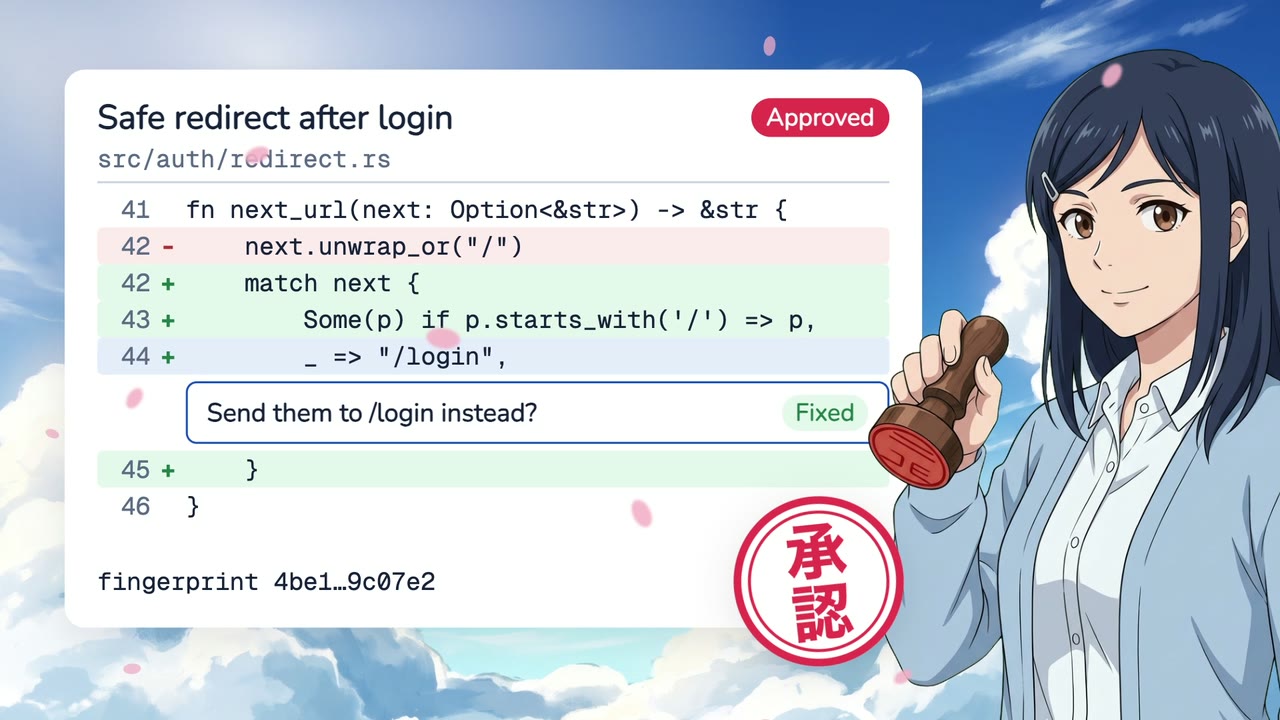 Safe redirect after login
Approved
src/auth/redirect.rs
41 fn next_url(next: Option<&str>) -> &str {
42 - next.unwrap_or("/")
42 + match next {
43 + Some(p) if p.starts_with('/') => p,
44 + _ => "/login",
Send them to /login instead?
Fixed
45 + }
46 }
fingerprint 4be1…9c07e2
承
認